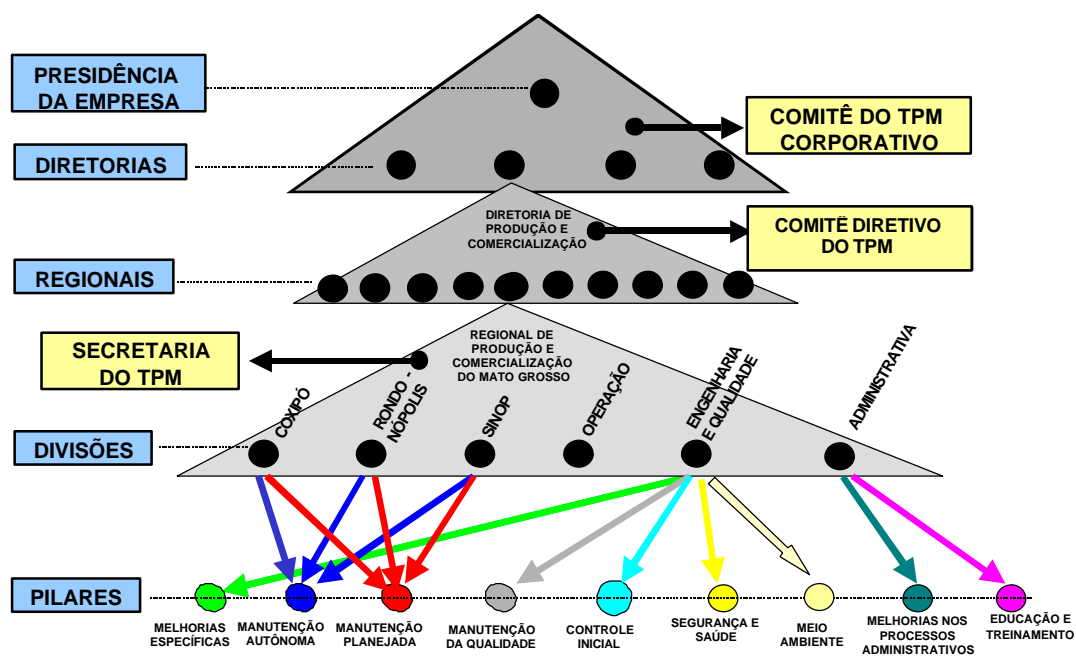 PRESIDÊNCIA
DA EMPRESA
COMITÊ DO TPM
CORPORATIVO
DIRETORIAS
DIRETORIA DE
PRODUÇÃO E
COMERCIALIZAÇÃO
COMITÊ DIRETIVO
DO TPM
REGIONAIS
SECRETARIA
DO TPM
REGIONAL DE
PRODUÇÃO E
COMERCIALIZAÇÃO
DO MATO GROSSO
COXIPÓ
RONDO -
NÓPOLIS
SINOP
OPERAÇÃO
ENGENHARIA
E QUALIDADE
ADMINISTRATIVA
DIVISÕES
PILARES
MELHORIAS
ESPECÍFICAS
MANUTENÇÃO
AUTÔNOMA
MANUTENÇÃO
PLANEJADA
MANUTENÇÃO
DA QUALIDADE
CONTROLE
INICIAL
SEGURANÇA E
SAÚDE
MEIO
AMBIENTE
MELHORIAS NOS
PROCESSOS
ADMINISTRATIVOS
EDUCAÇÃO E
TREINAMENTO